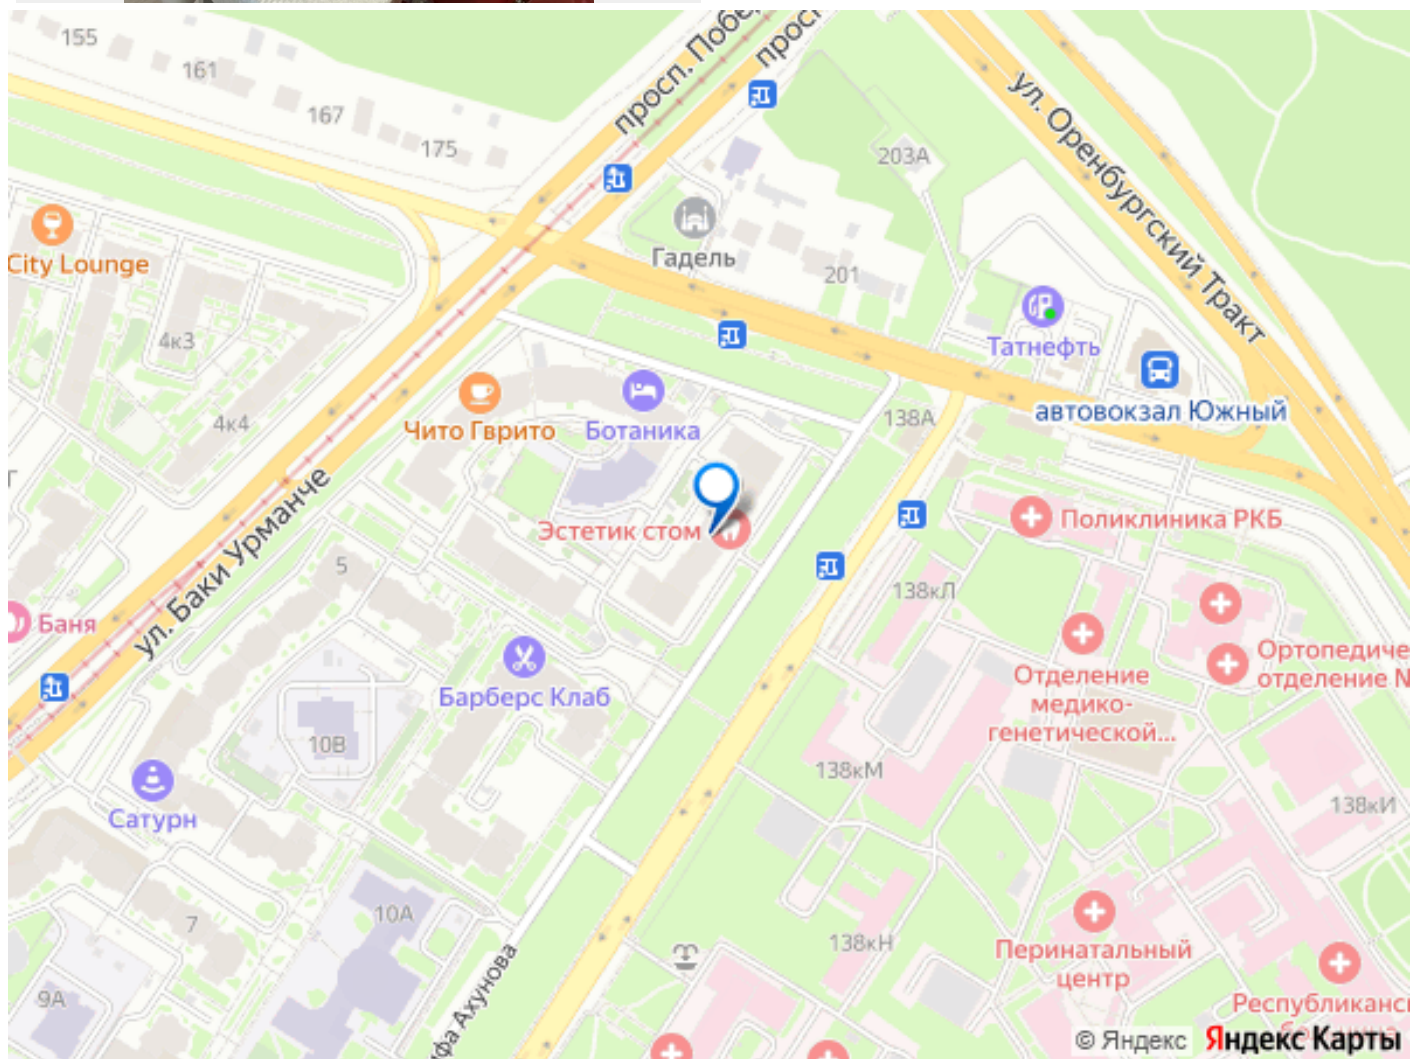 155
161
167
175
просп. Побе
просп
ул. Оренбургский Тракт
203А
Гадель
201
City Lounge
4к3
4к4
Татнефть
автовокзал Южный
Чито Гврито
Ботаника
138А
Эстетик стом
Поликлиника РКБ
ул. Баки Урманче
5
Баня
138кЛ
Отделение
медико-
генетической...
Ортопедиче
отделение N
Барберс Клаб
10В
138кМ
138кИ
Сатурн
7
10А
138кН
Перинатальный
центр
9А
фа Ахунова
Республиканс
© Яндекс
Яндекс Карты